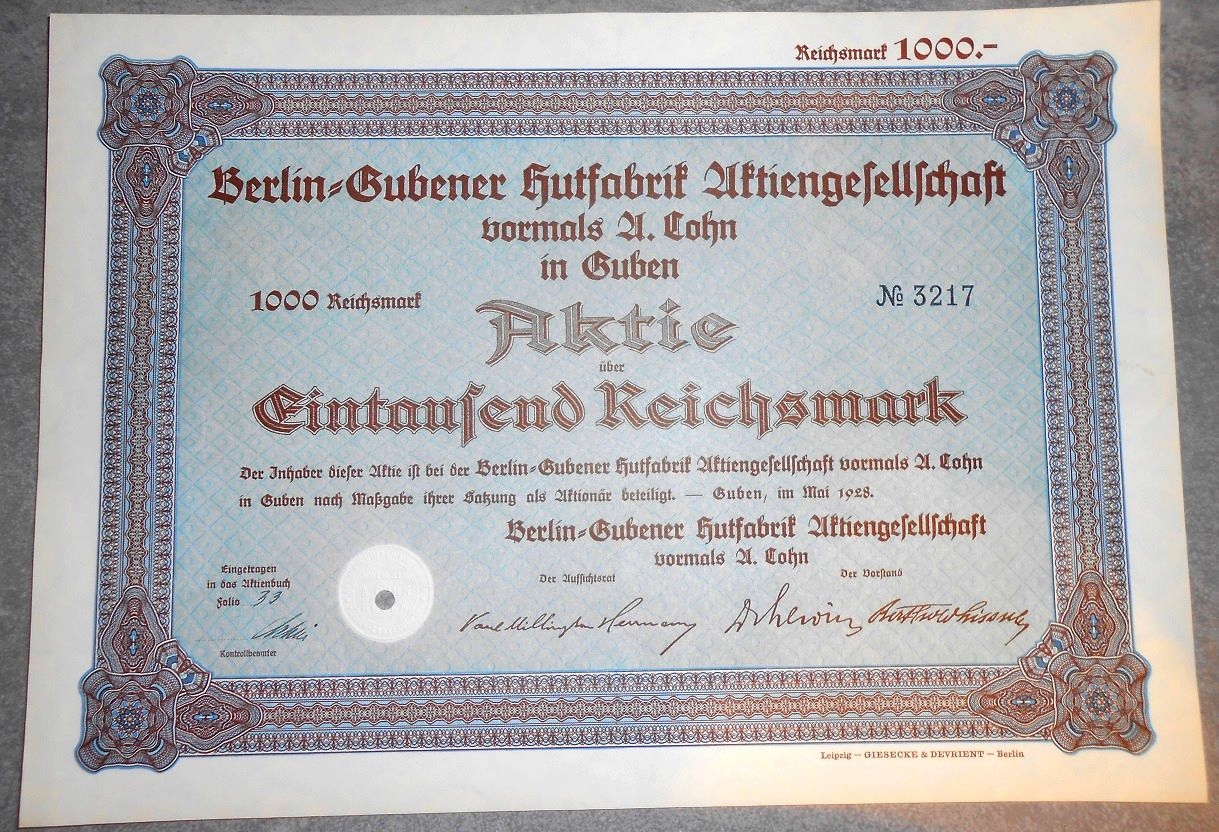 Reichsmark 1000.-
Berlin=Gubener Hutfabrik Aktiengesellschaft
vormals A. Cohn
in Guben
1000 Reichsmark
№ 3217
Aktie
über
Eintausend Reichsmark
Der Inhaber dieser Aktie ist bei der Berlin=Gubener Hutfabrik Aktiengesellschaft vormals A. Cohn
in Guben nach Maßgabe ihrer Satzung als Aktionär beteiligt. — Guben, im Mai 1928.
Berlin=Gubener Hutfabrik Aktiengesellschaft
vormals A. Cohn
Der Aufsichtsrat
Der Vorstand
Eingetragen
in das Aktienbuch
Folio 33
Paul Millington Herrmann
Kontrollbeamter
Leipzig — GIESECKE & DEVRIENT — Berlin